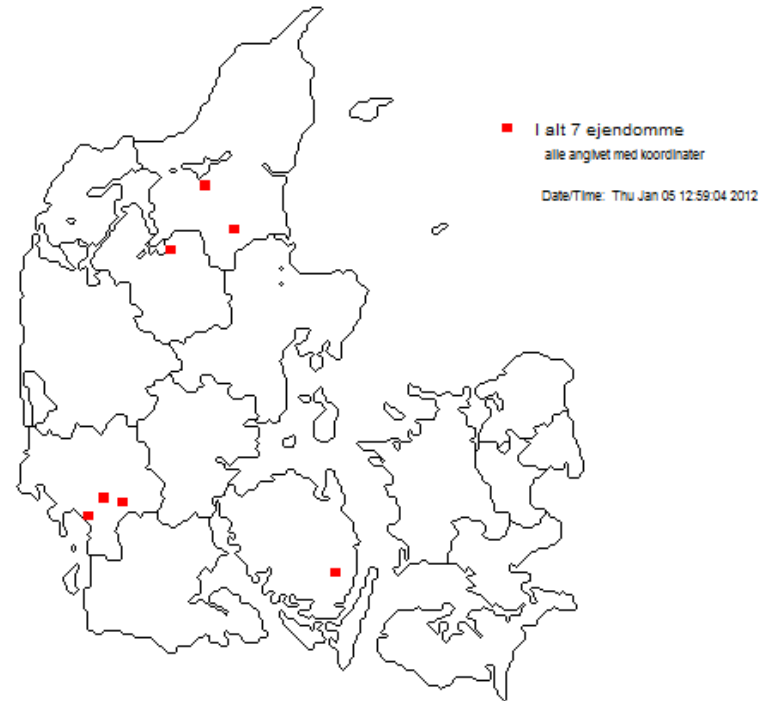 I alt 7 ejendomme
alle angivet med koordinater
Date/Time: Thu Jan 05 12:59:04 2012